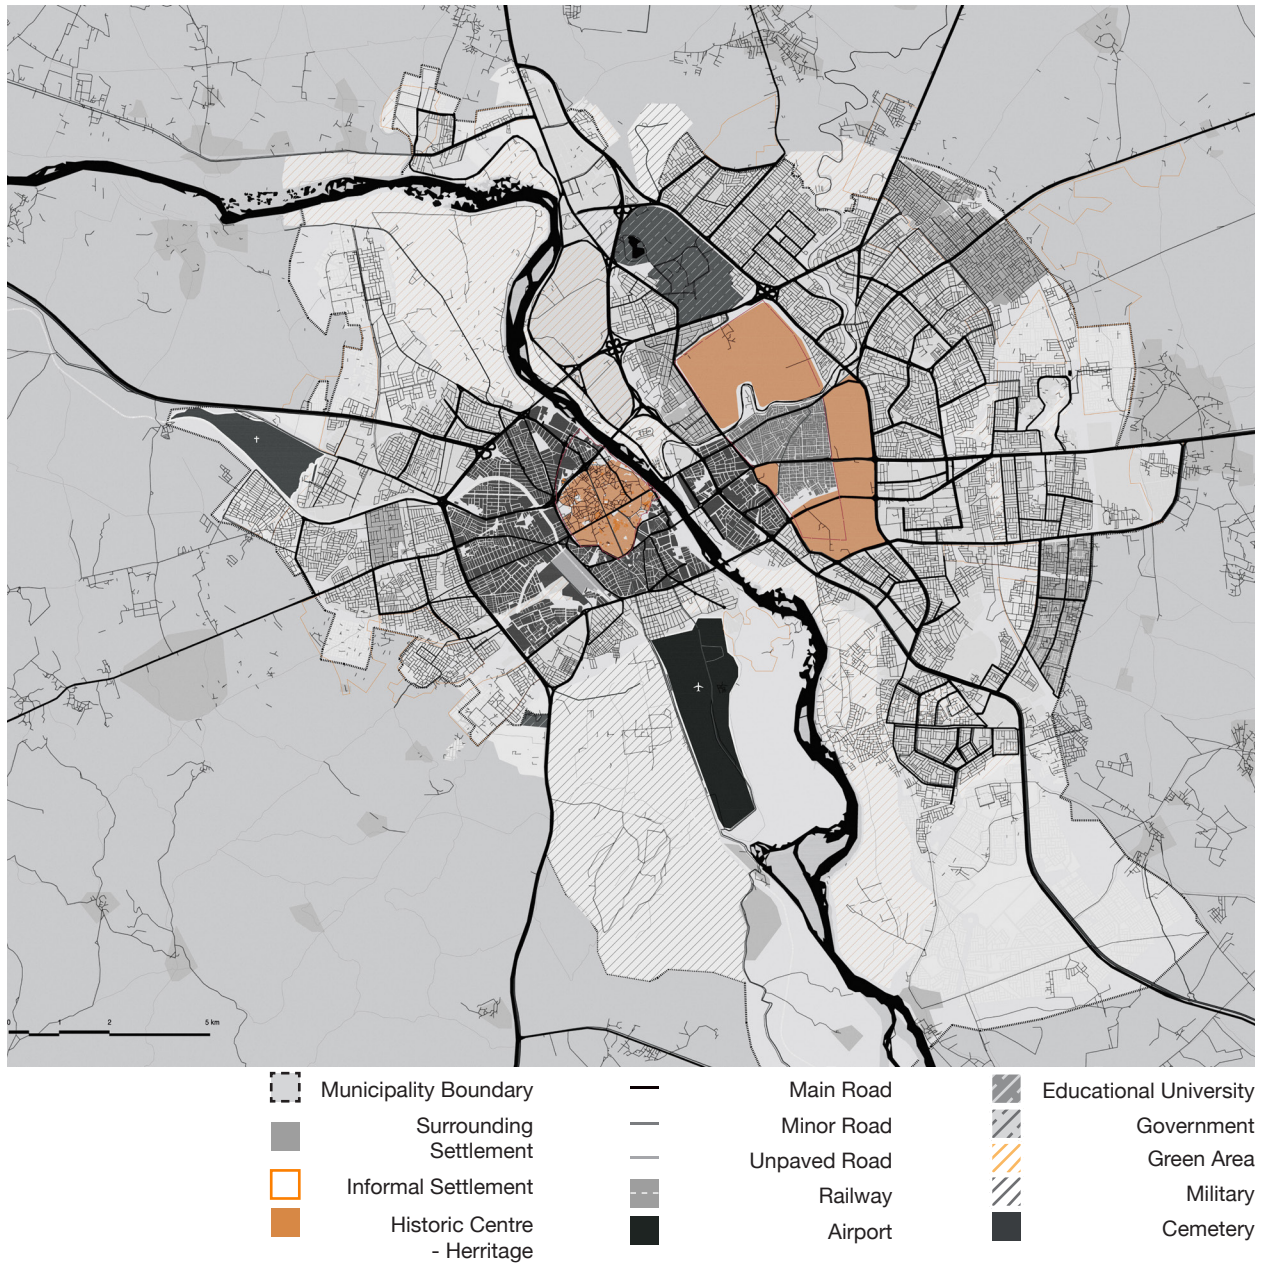 0 1 2 5 km
Municipality Boundary
Surrounding
Settlement
Informal Settlement
Historic Centre
- Herritage
Main Road
Minor Road
Unpaved Road
Railway
Airport
Educational University
Government
Green Area
Military
Cemetery